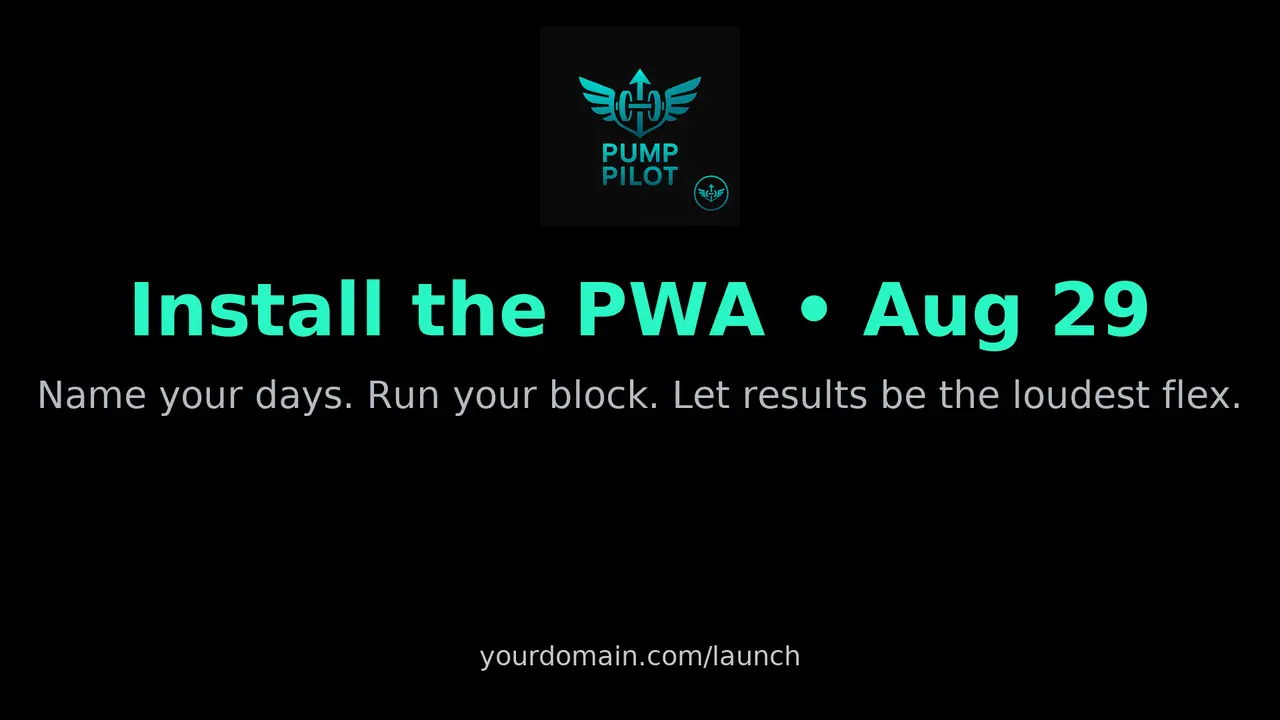 PUMP
PILOT
Install the PWA • Aug 29
Name your days. Run your block. Let results be the loudest flex.
yourdomain.com/launch